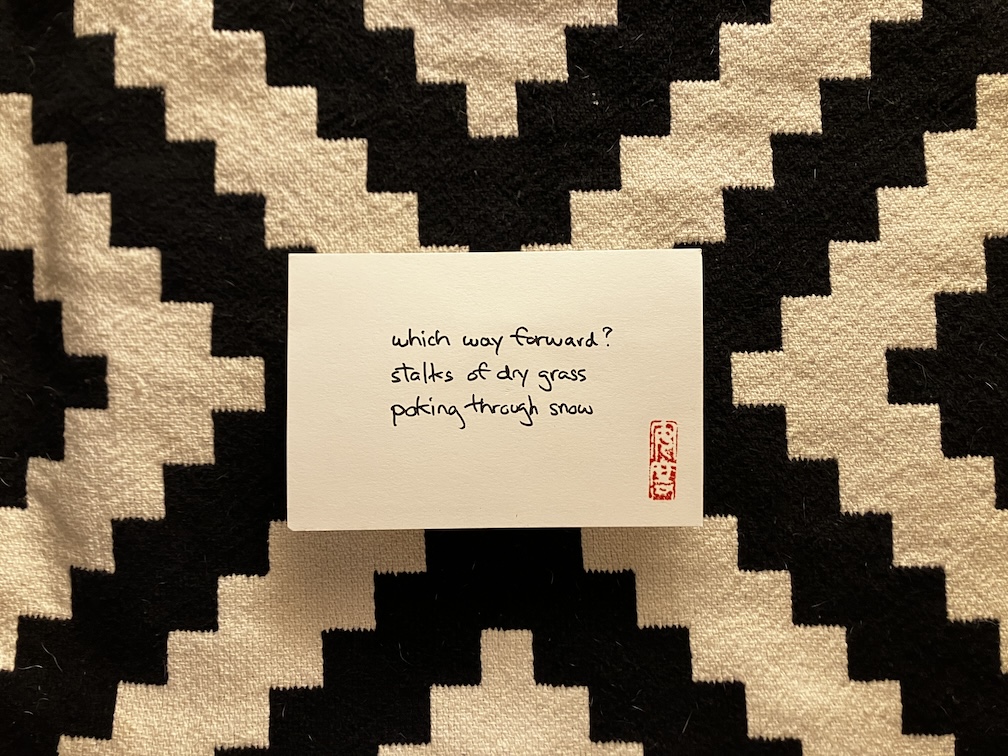 which way forward?
stalks of dry grass
poking through snow